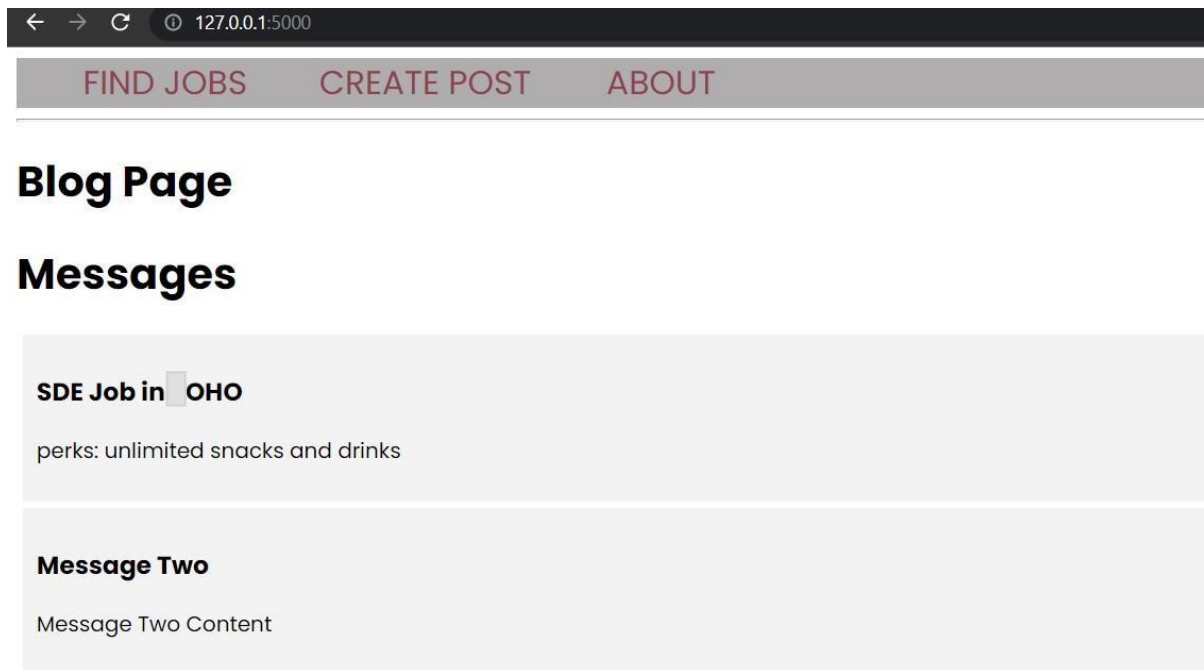 127.0.0.1:5000
FIND JOBS CREATE POST ABOUT
Blog Page
Messages
SDE Job in OHO
perks: unlimited snacks and drinks
Message Two
Message Two Content